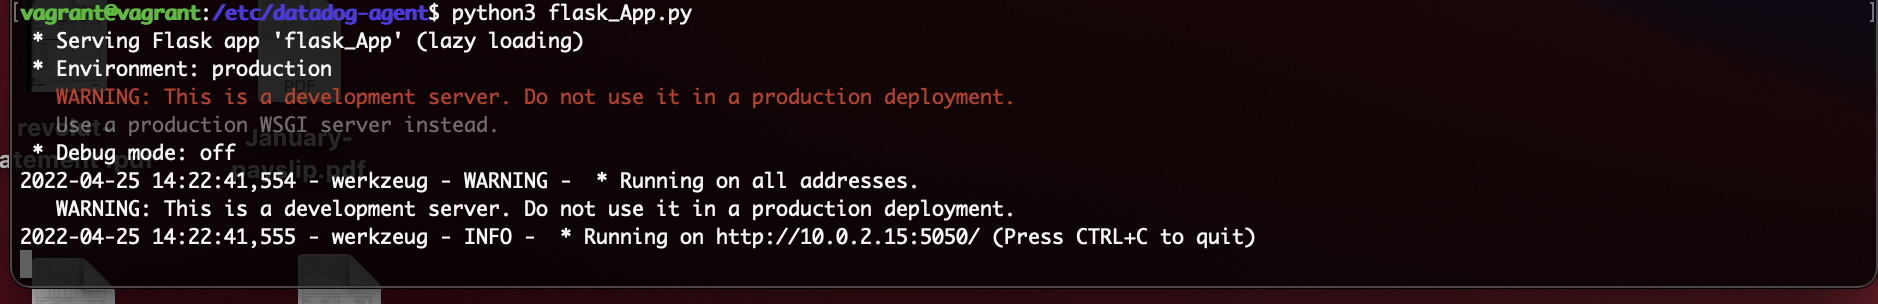 [vagrant@vagrant:/etc/datadog-agent$ python3 flask_App.py ]
* Serving Flask app 'flask_App' (lazy loading)
* Environment: production
WARNING: This is a development server. Do not use it in a production deployment.
Use a production WSGI server instead.
* Debug mode: off
2022-04-25 14:22:41,554 - werkzeug - WARNING -  * Running on all addresses.
WARNING: This is a development server. Do not use it in a production deployment.
2022-04-25 14:22:41,555 - werkzeug - INFO -  * Running on http://10.0.2.15:5050/ (Press CTRL+C to quit)
PDF
January-
payslip.pdf